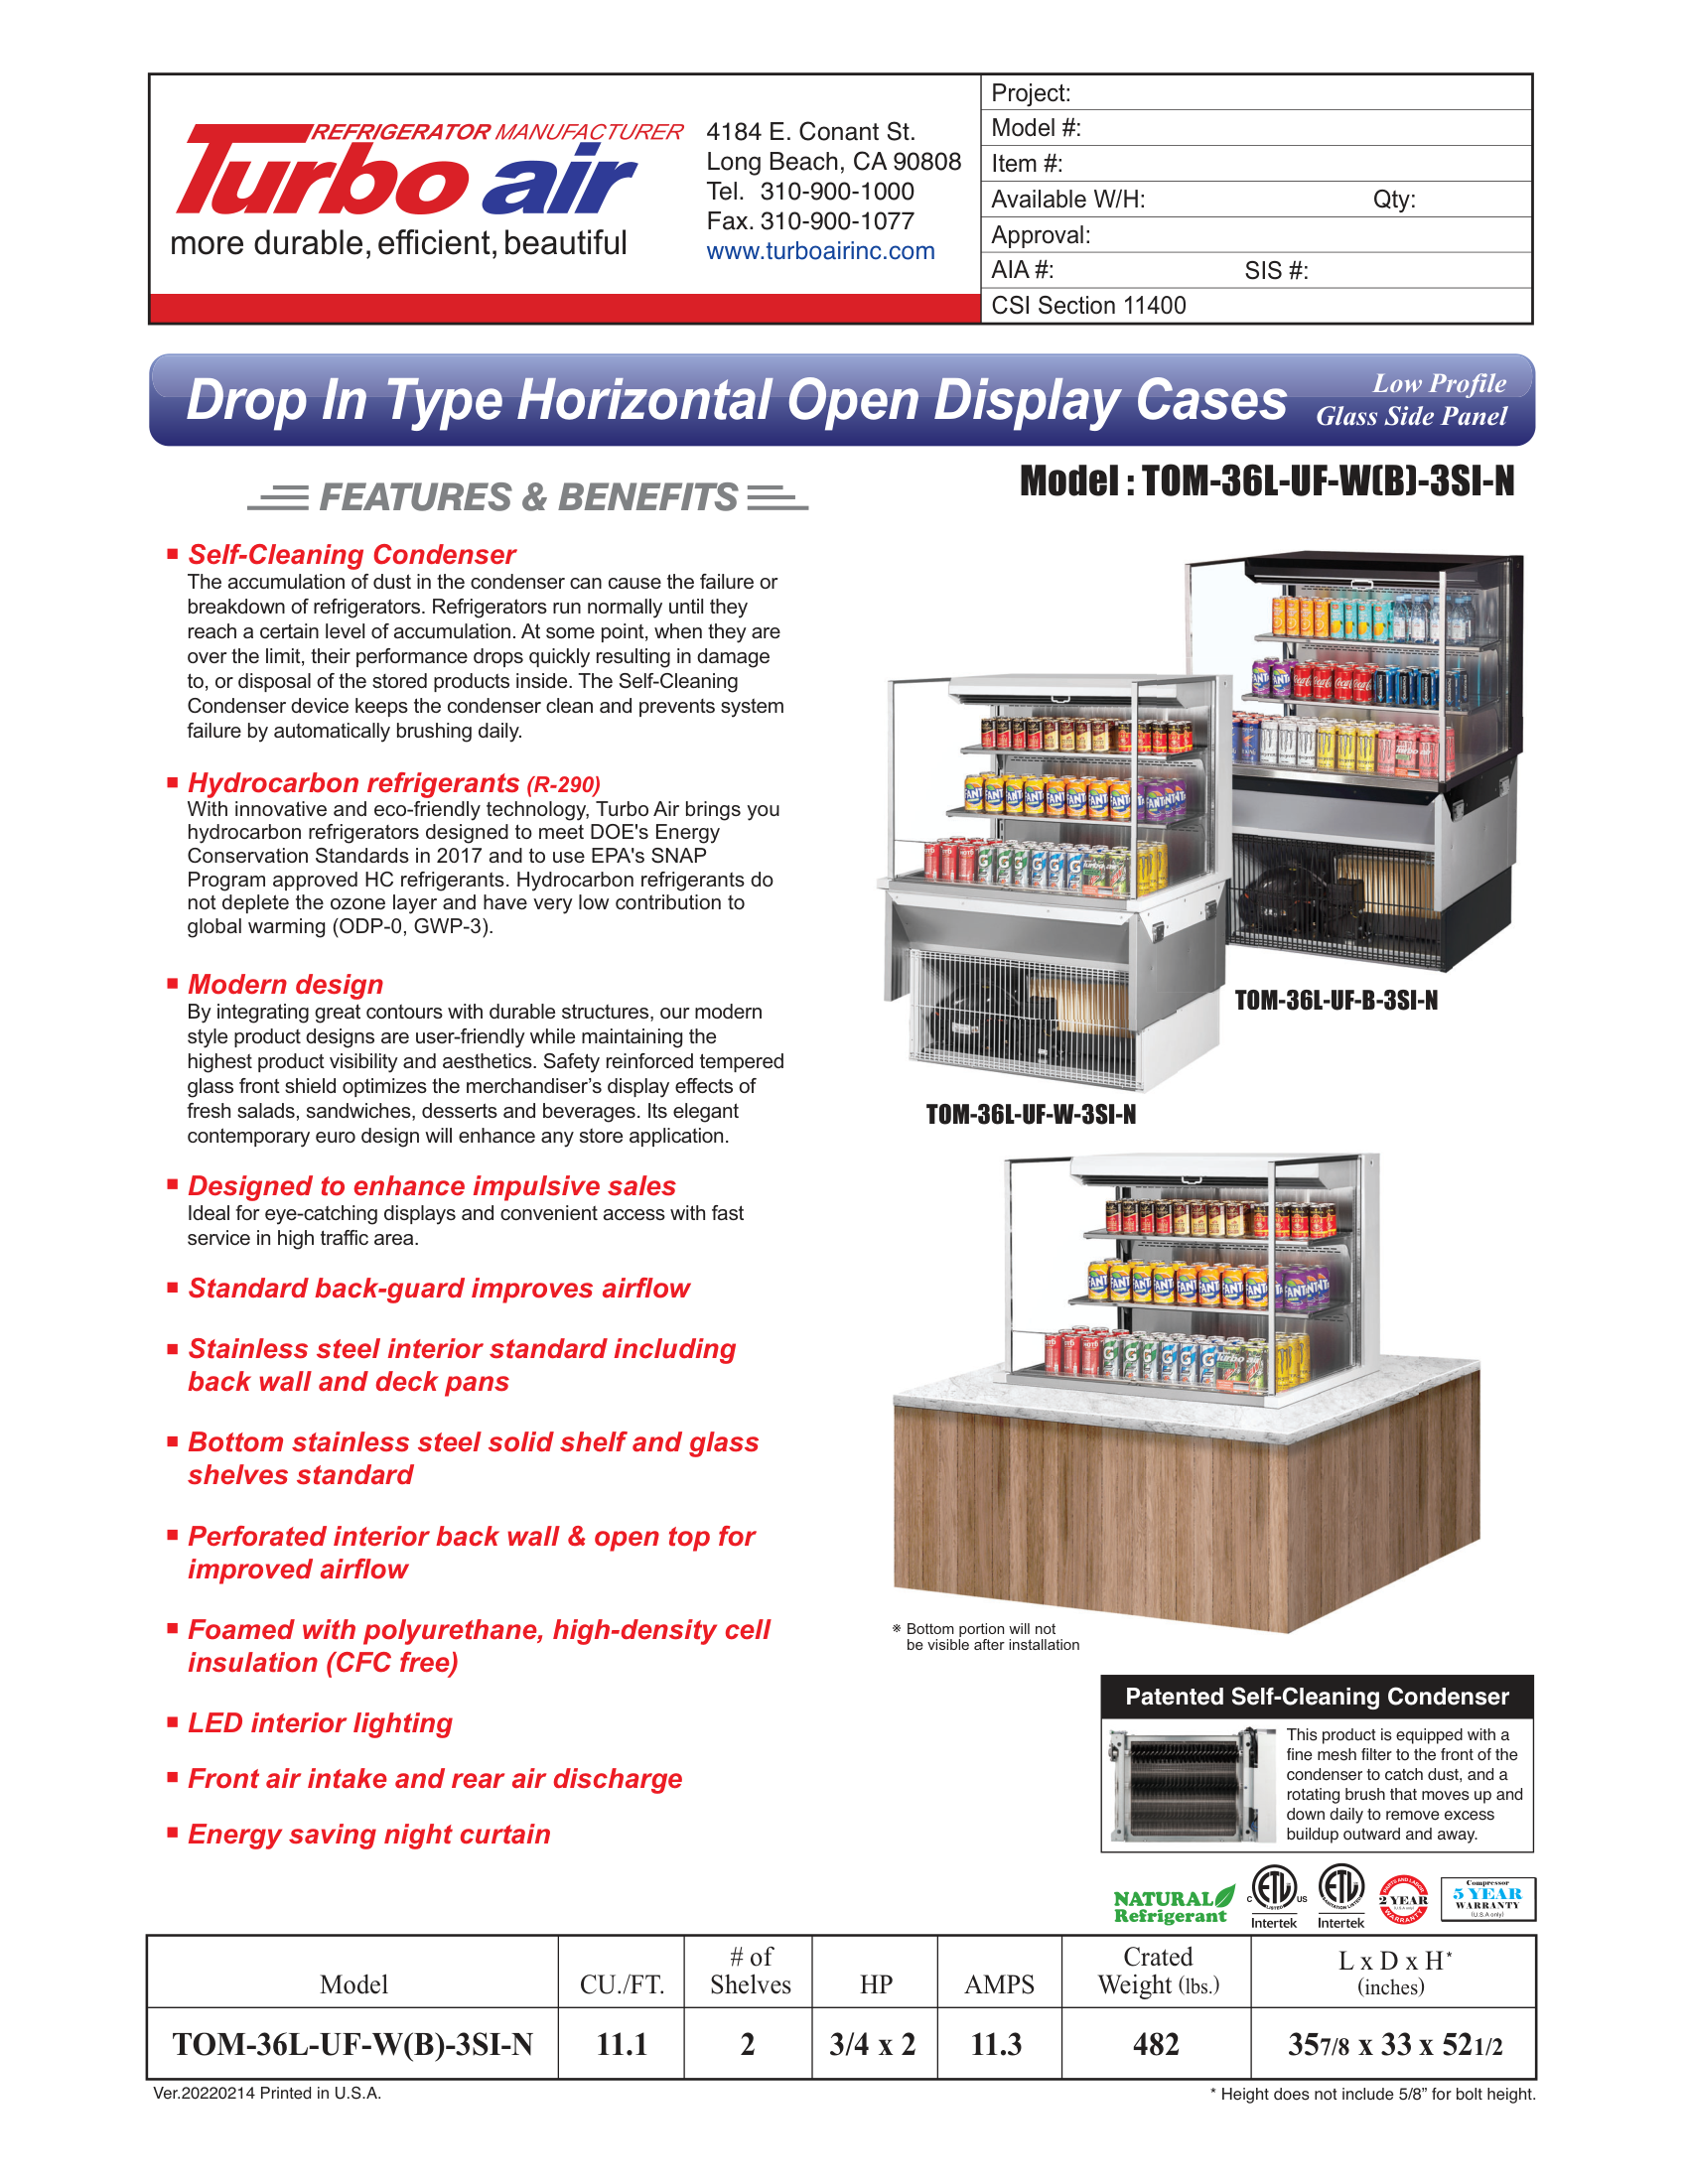 REFRIGERATOR MANUFACTURER
Turbo air
more durable, efficient, beautiful
4184 E. Conant St.
Long Beach, CA 90808
Tel. 310-900-1000
Fax. 310-900-1077
www.turboairinc.com
Project:
Model #:
Item #:
Available W/H: Qty:
Approval:
AIA #: SIS #:
CSI Section 11400
Drop In Type Horizontal Open Display Cases
Low Profile
Glass Side Panel
FEATURES & BENEFITS
Model : TOM-36L-UF-W(B)-3SI-N
Self-Cleaning Condenser
The accumulation of dust in the condenser can cause the failure or
breakdown of refrigerators. Refrigerators run normally until they
reach a certain level of accumulation. At some point, when they are
over the limit, their performance drops quickly resulting in damage
to, or disposal of the stored products inside. The Self-Cleaning
Condenser device keeps the condenser clean and prevents system
failure by automatically brushing daily.
Hydrocarbon refrigerants (R-290)
With innovative and eco-friendly technology, Turbo Air brings you
hydrocarbon refrigerators designed to meet DOE's Energy
Conservation Standards in 2017 and to use EPA's SNAP
Program approved HC refrigerants. Hydrocarbon refrigerants do
not deplete the ozone layer and have very low contribution to
global warming (ODP-0, GWP-3).
Modern design
By integrating great contours with durable structures, our modern
style product designs are user-friendly while maintaining the
highest product visibility and aesthetics. Safety reinforced tempered
glass front shield optimizes the merchandiser's display effects of
fresh salads, sandwiches, desserts and beverages. Its elegant
contemporary euro design will enhance any store application.
Designed to enhance impulsive sales
Ideal for eye-catching displays and convenient access with fast
service in high traffic area.
Standard back-guard improves airflow
Stainless steel interior standard including
back wall and deck pans
Bottom stainless steel solid shelf and glass
shelves standard
Perforated interior back wall & open top for
improved airflow
Foamed with polyurethane, high-density cell
insulation (CFC free)
LED interior lighting
Front air intake and rear air discharge
Energy saving night curtain
TOM-36L-UF-B-3SI-N
TOM-36L-UF-W-3SI-N
※ Bottom portion will not
be visible after installation
Patented Self-Cleaning Condenser
This product is equipped with a
fine mesh filter to the front of the
condenser to catch dust, and a
rotating brush that moves up and
down daily to remove excess
buildup outward and away.
NATURAL
Refrigerant
C ETL US
LISTED
Intertek
ETL
SANITATION LISTED
Intertek
PARTS AND LABOR
2 YEAR
(U.S.A only)
WARRANTY
Compressor
5 YEAR
WARRANTY
(U.S.A only)
Model CU./FT. # of Shelves HP AMPS Crated Weight (lbs.) L x D x H* (inches)
TOM-36L-UF-W(B)-3SI-N 11.1 2 3/4 x 2 11.3 482 357/8 x 33 x 521/2
Ver.20220214 Printed in U.S.A.
* Height does not include 5/8" for bolt height.